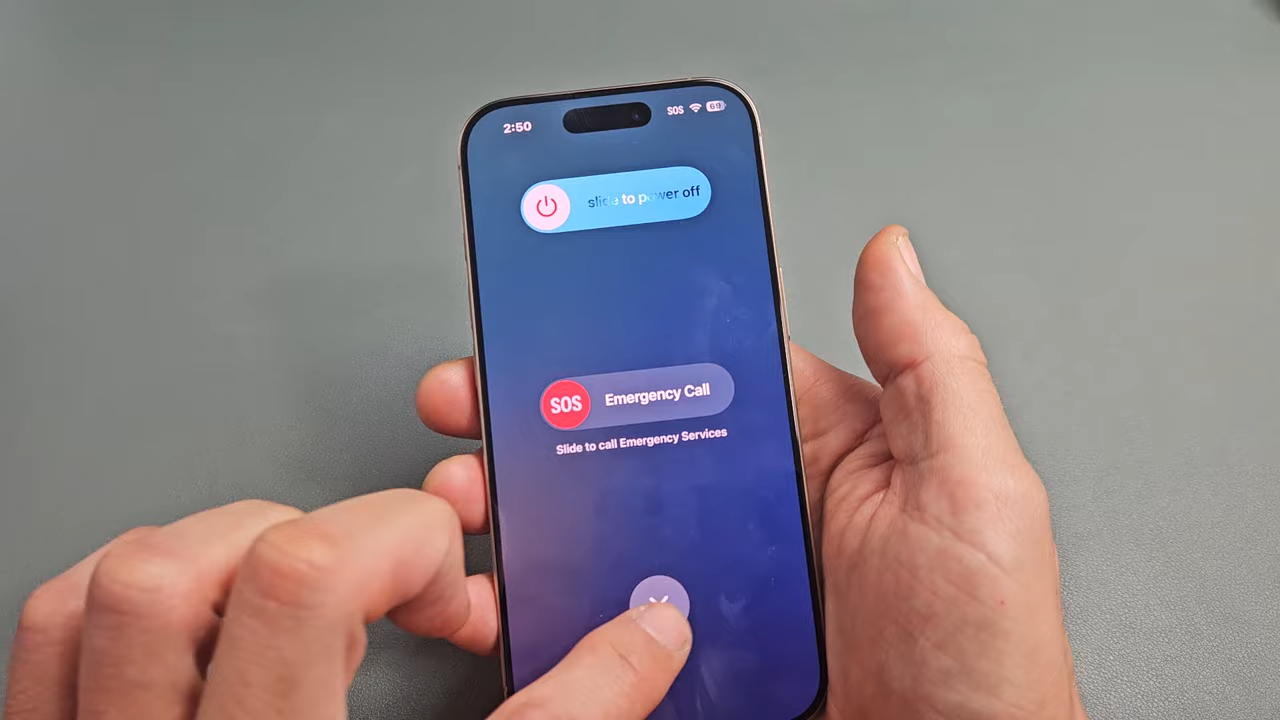 2:50
SOS 69
slide to power off
SOS Emergency Call
Slide to call Emergency Services